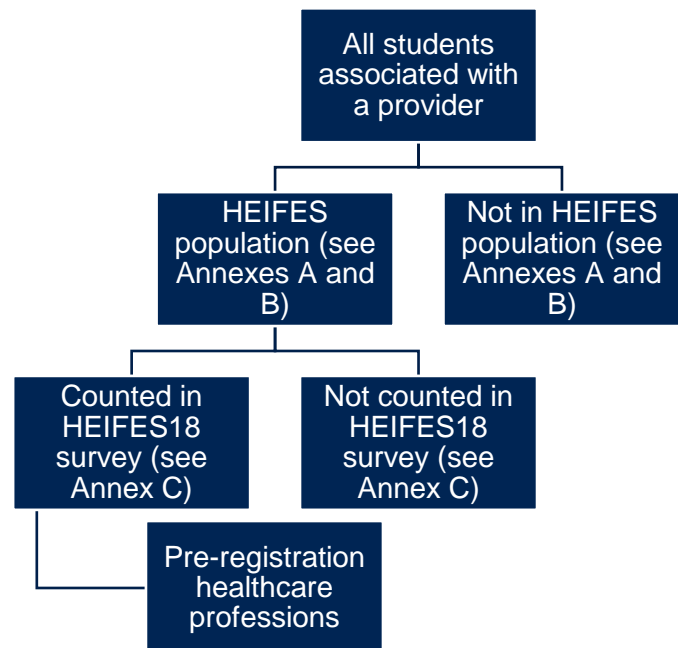 All students
associated with
a provider
HEIFES
population (see
Annexes A and
B)
Not in HEIFES
population (see
Annexes A and
B)
Counted in
HEIFES18
survey (see
Annex C)
Not counted in
HEIFES18
survey (see
Annex C)
Pre-registration
healthcare
professions